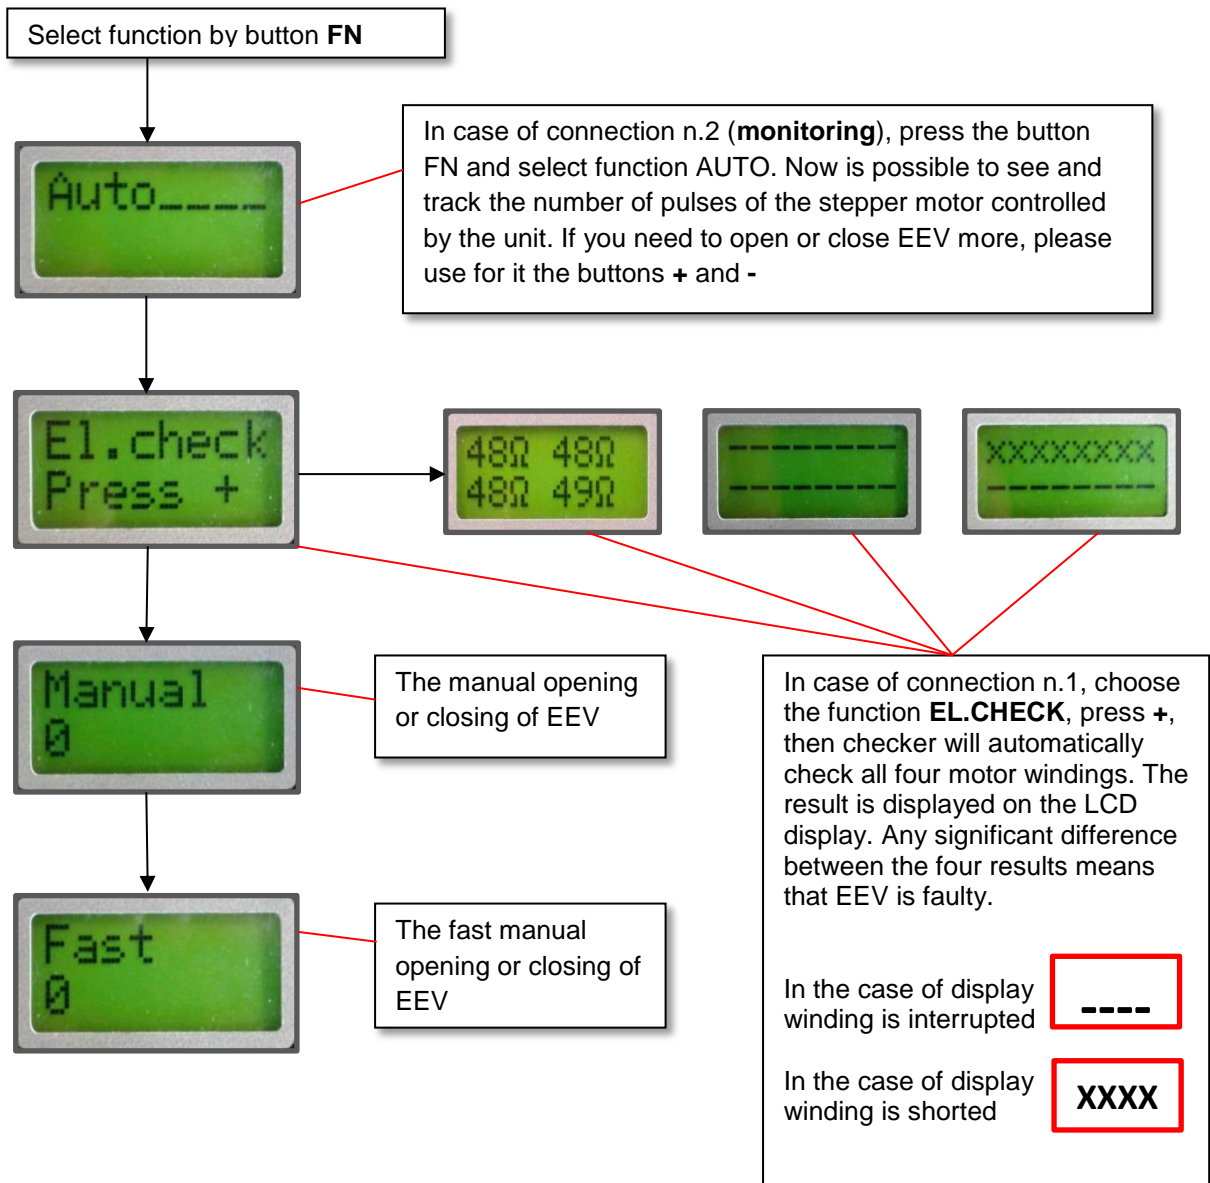 Select function by button FN
Auto____
In case of connection n.2 (monitoring), press the button
FN and select function AUTO. Now is possible to see and
track the number of pulses of the stepper motor controlled
by the unit. If you need to open or close EEV more, please
use for it the buttons + and -
El.check
Press +
48Ω 48Ω
48Ω 49Ω
--------
--------
XXXXXXXX
--------
Manual
0
The manual opening
or closing of EEV
Fast
0
The fast manual
opening or closing of
EEV
In case of connection n.1, choose
the function EL.CHECK, press +,
then checker will automatically
check all four motor windings. The
result is displayed on the LCD
display. Any significant difference
between the four results means
that EEV is faulty.
In the case of display
winding is interrupted
----
In the case of display
winding is shorted
XXXX